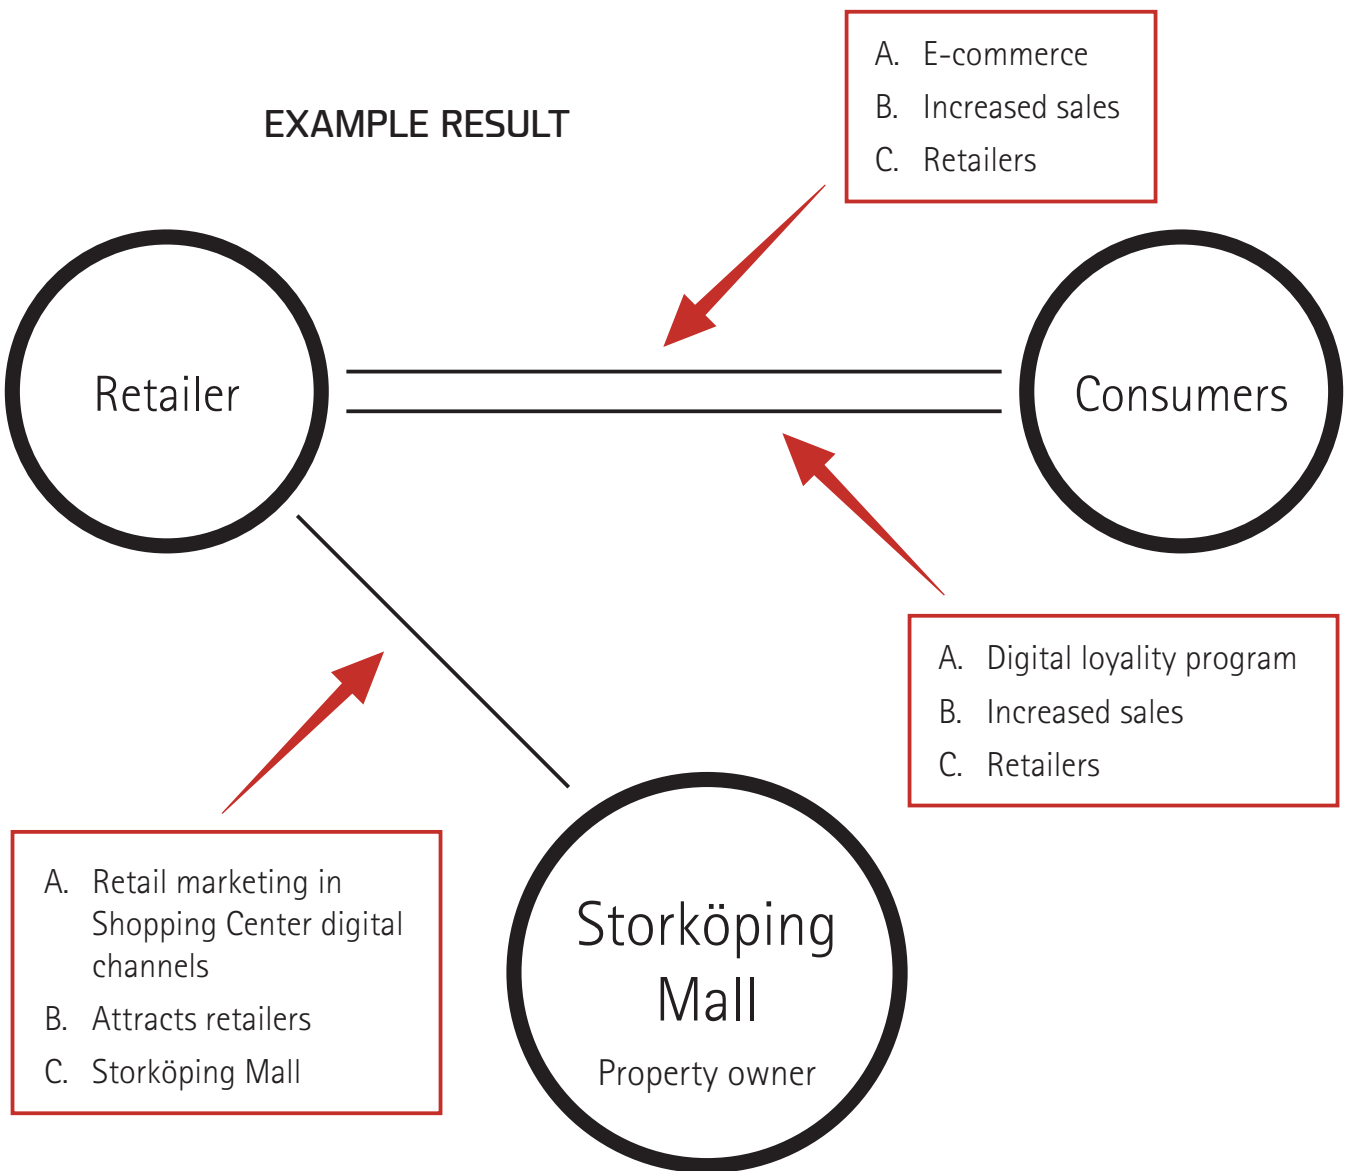 EXAMPLE RESULT
A. E-commerce
B. Increased sales
C. Retailers
Retailer
Consumers
A. Digital loyality program
B. Increased sales
C. Retailers
A. Retail marketing in
Shopping Center digital
channels
B. Attracts retailers
C. Storköping Mall
Storköping
Mall
Property owner